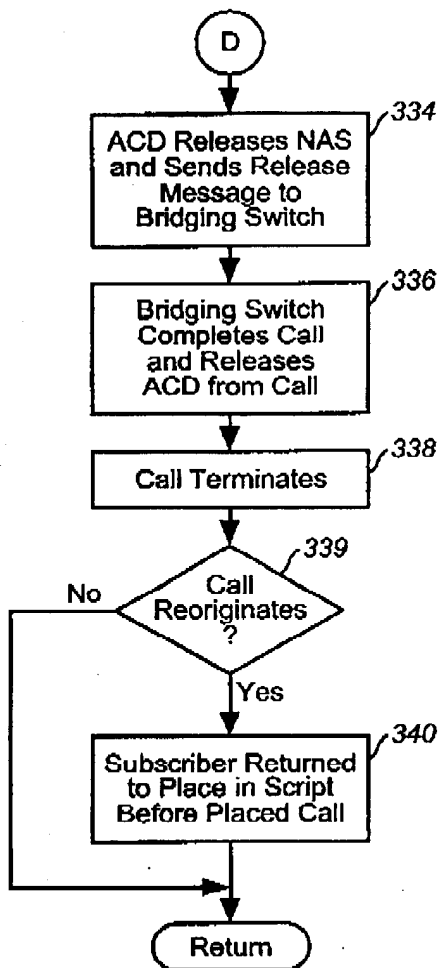 D
334
ACD Releases NAS
and Sends Release
Message to
Bridging Switch
336
Bridging Switch
Completes Call
and Releases
ACD from Call
338
Call Terminates
339
Call
Reoriginates
?
No
Yes
340
Subscriber Returned
to Place in Script
Before Placed Call
Return